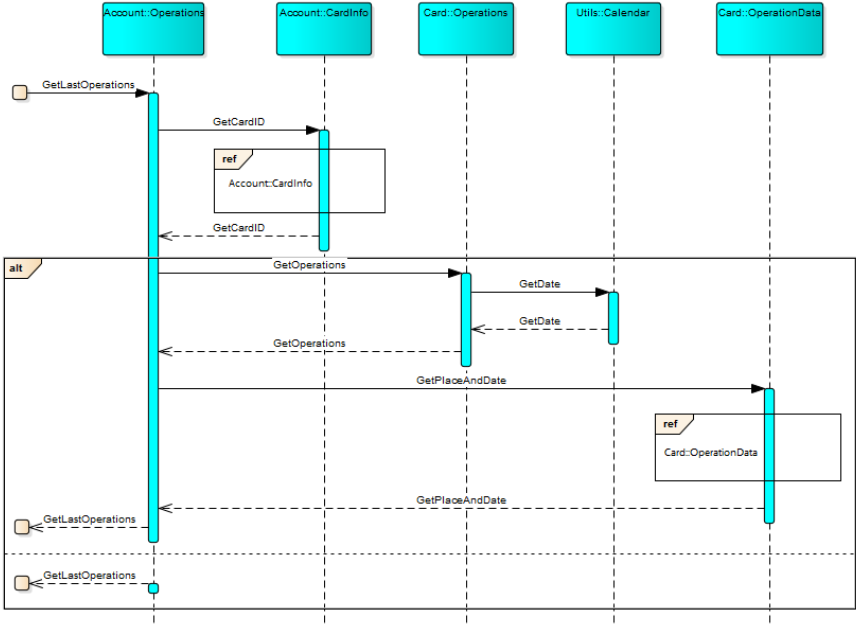 Account::Operations
Account::CardInfo
Card::Operations
Utils::Calendar
Card::OperationData
GetLastOperations
GetCardID
ref
Account::CardInfo
GetCardID
alt
GetOperations
GetDate
GetDate
GetOperations
GetPlaceAndDate
ref
Card::OperationData
GetPlaceAndDate
GetLastOperations
GetLastOperations